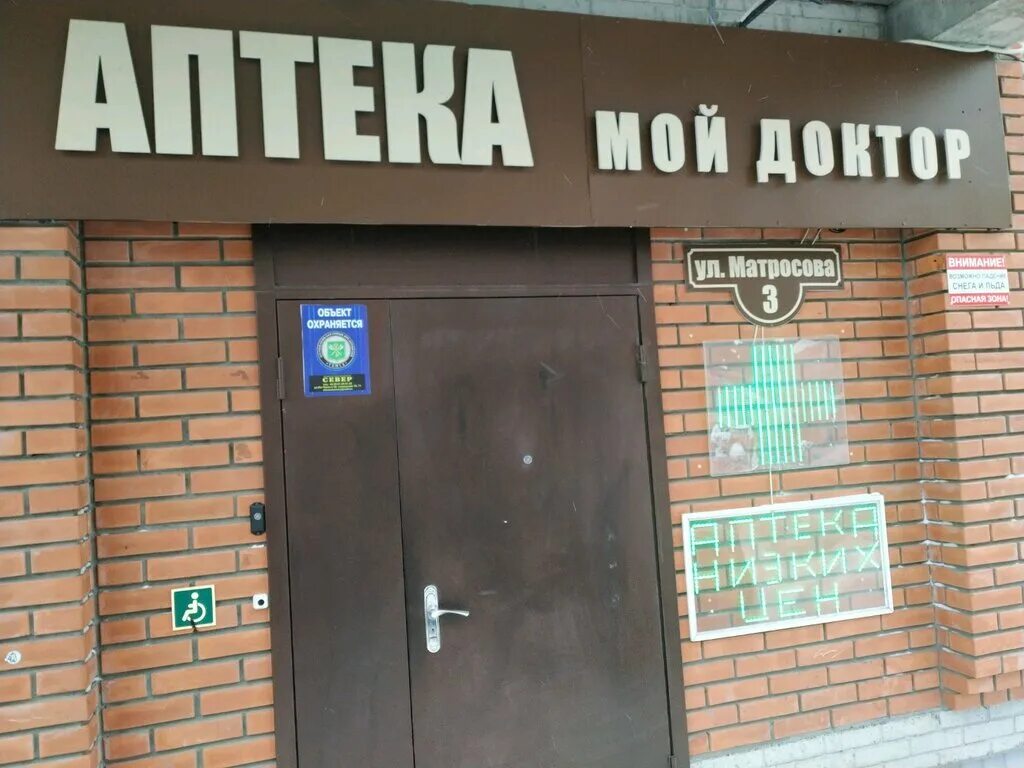 АПТЕКА
МОЙ ДОКТОР
ул. Матросова
3
ВНИМАНИЕ!
ВОЗМОЖНО ПАДЕНИЕ
СНЕГА И ЛЬДА
ОПАСНАЯ ЗОНА!
ОБЪЕКТ
ОХРАНЯЕТСЯ
СЕВЕР
АПТЕКА
НИЗКИХ
ЦЕН